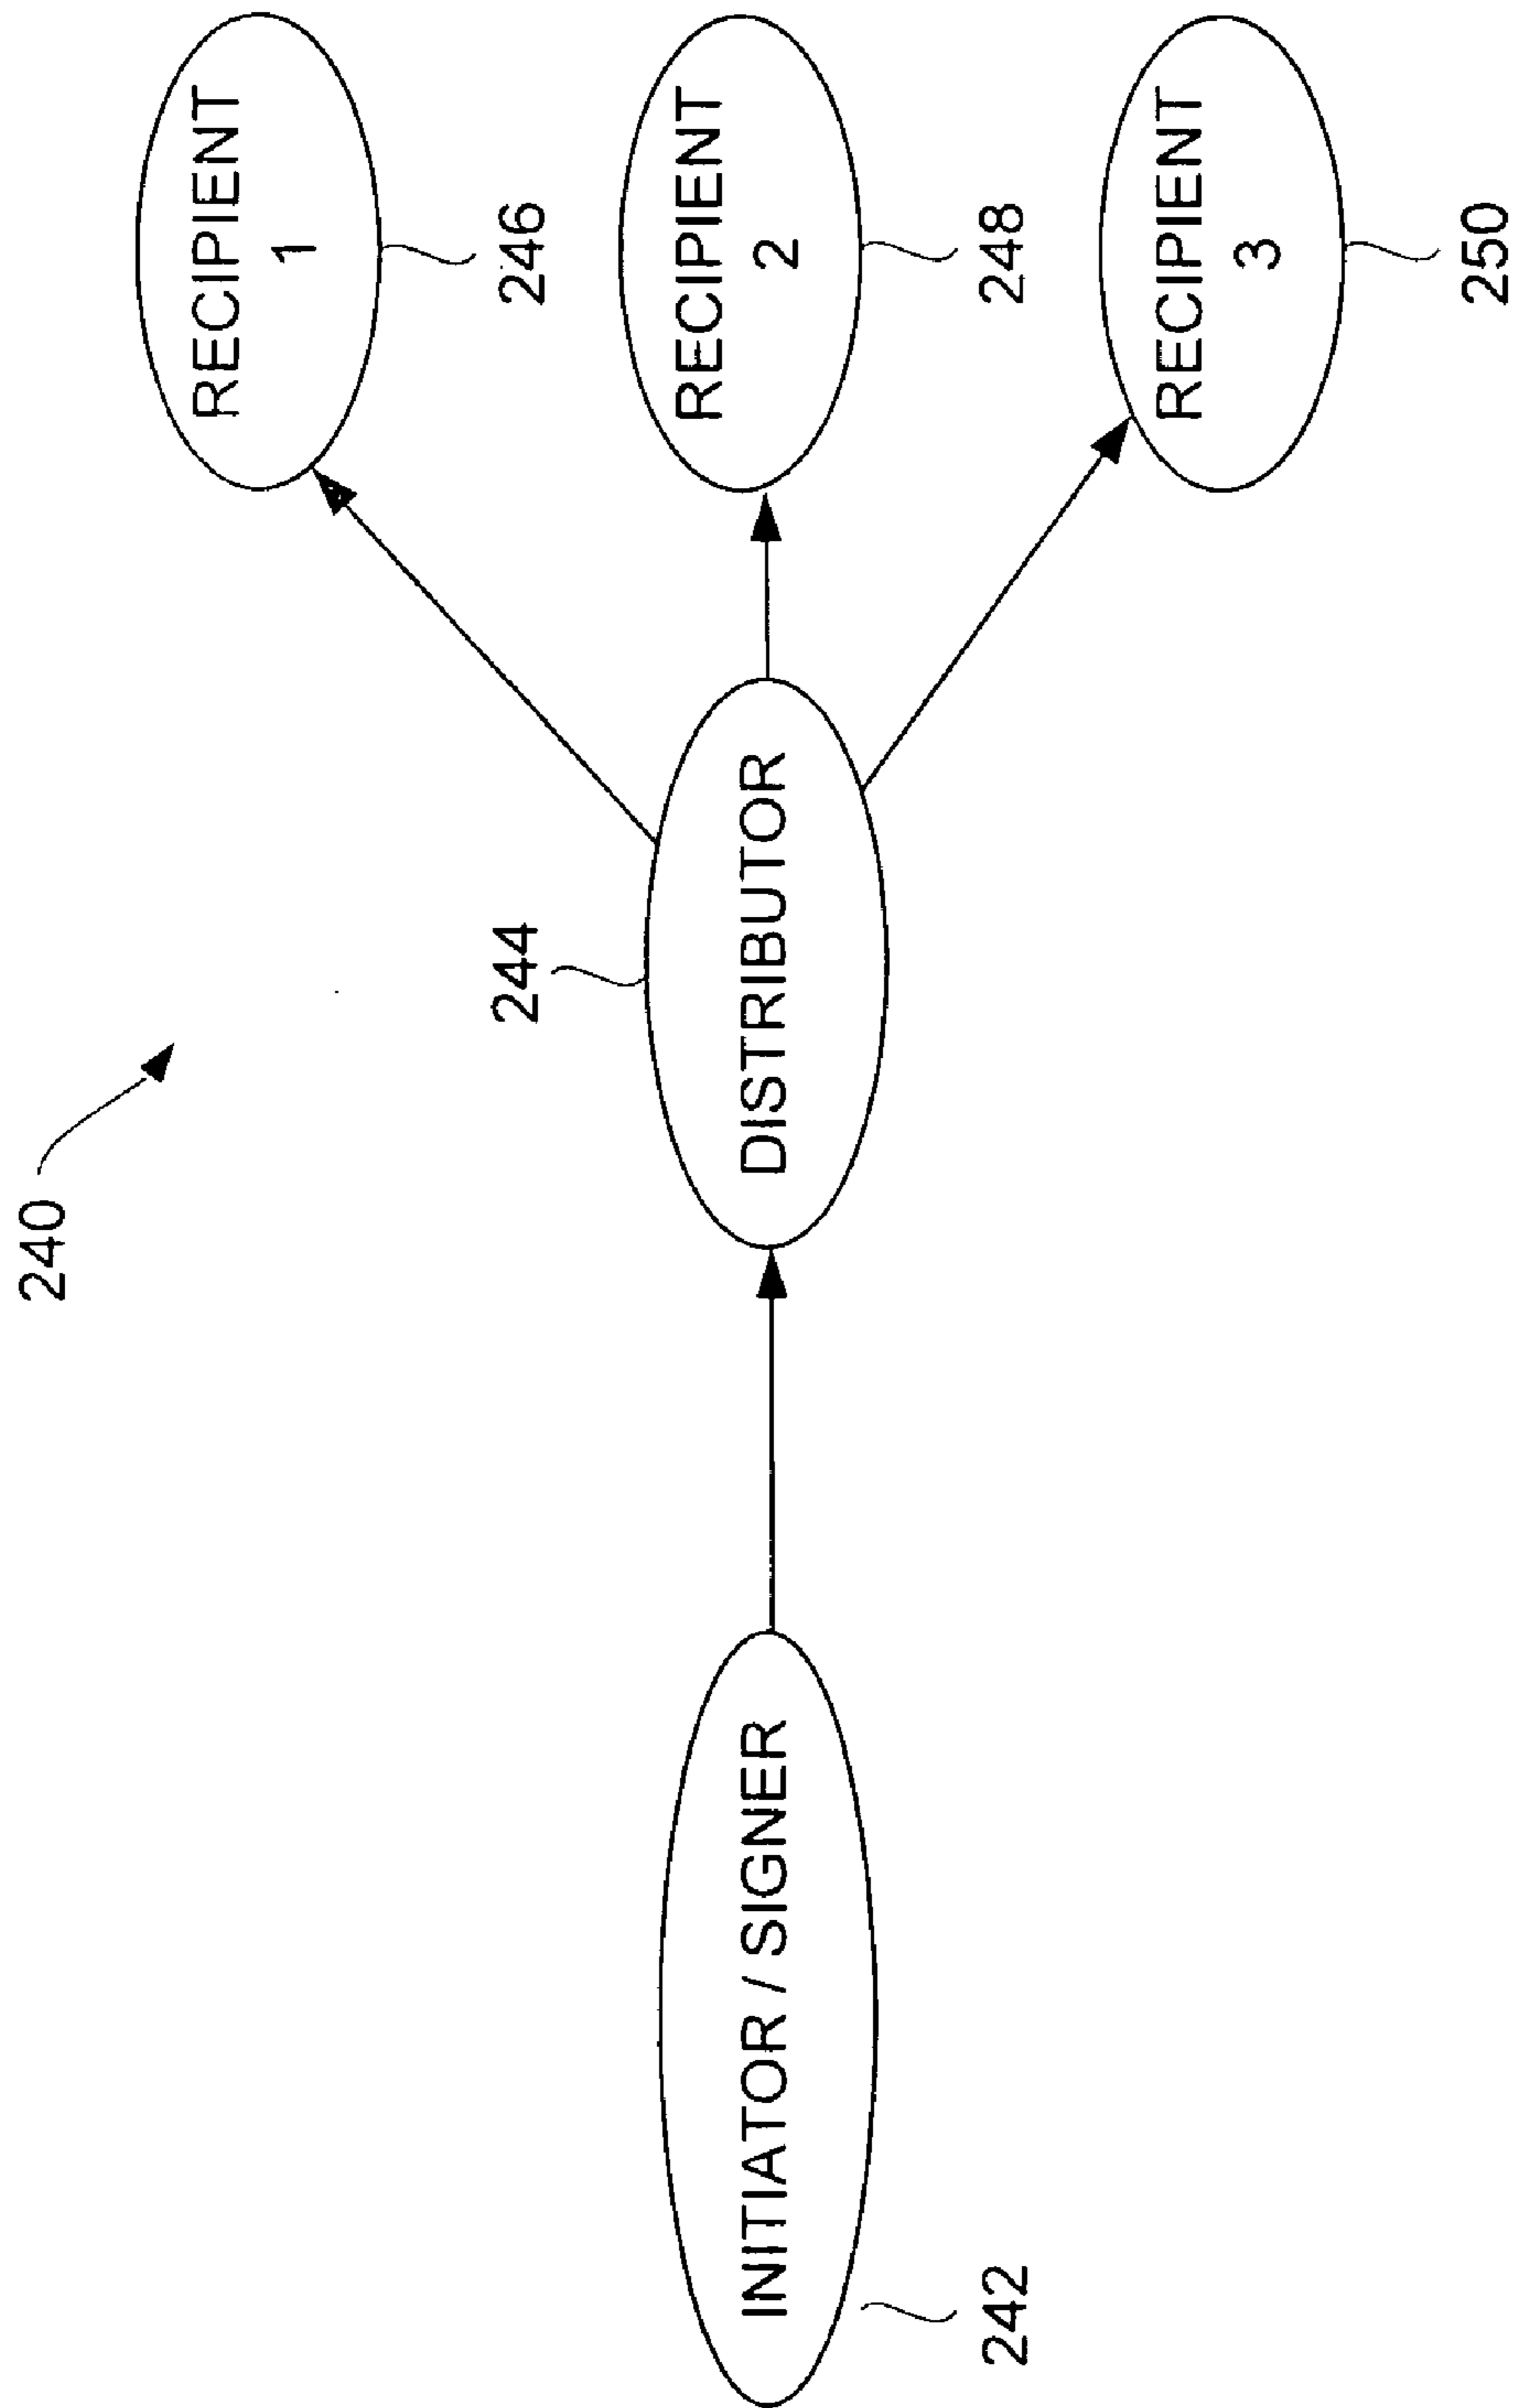 240
INITIATOR / SIGNER
242
DISTRIBUTOR
244
RECIPIENT
1
246
RECIPIENT
2
248
RECIPIENT
3
250